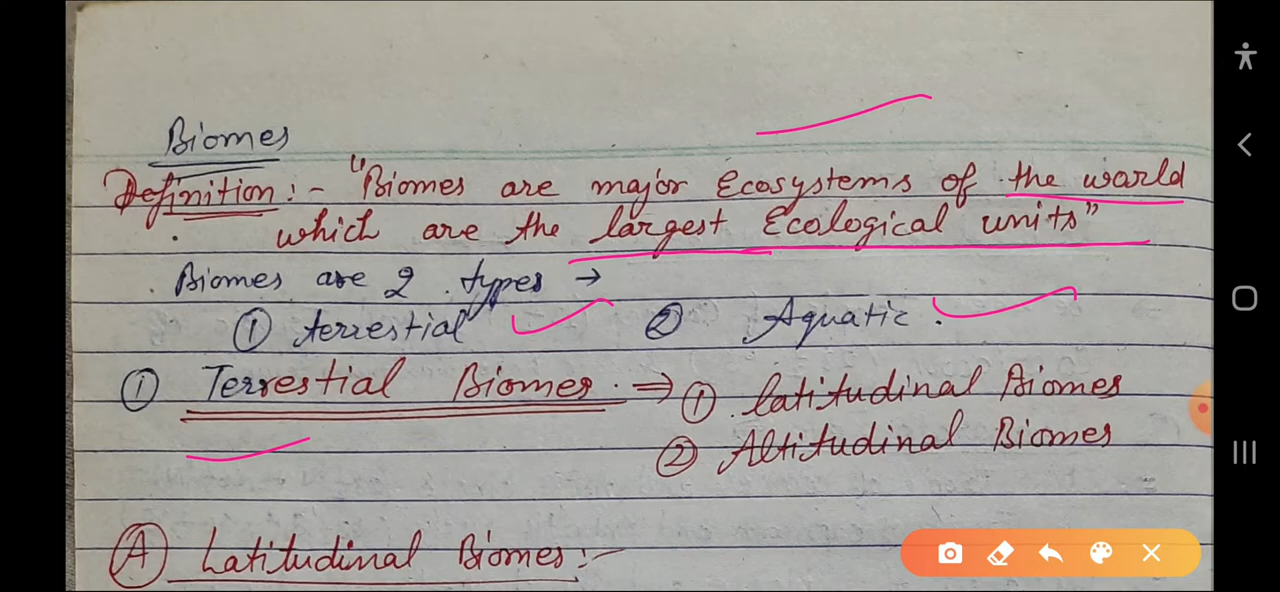 Biomes
Definition :- "Biomes are major Ecosystems of the world
which are the largest Ecological units"
Biomes are 2 types →
① terrestial ② Aquatic.
① Terrestial Biomes. ⇒ ① latitudinal Biomes
② Altitudinal Biomes
Ⓐ Latitudinal Biomes :-